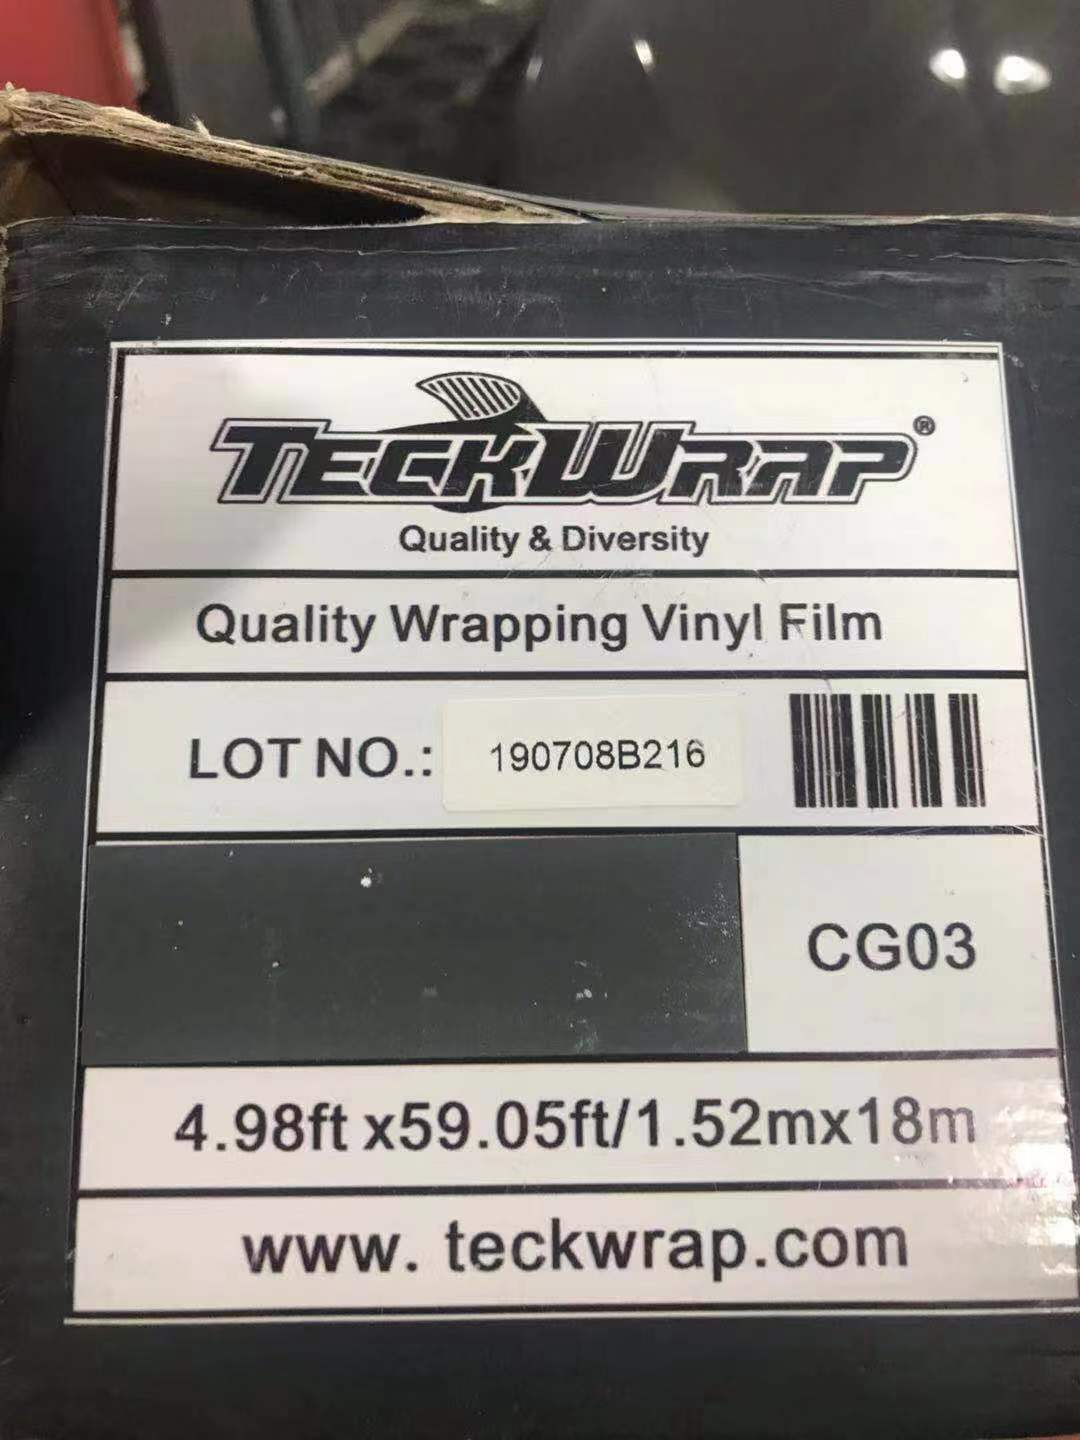 TECKWRAP®
Quality & Diversity
Quality Wrapping Vinyl Film
LOT NO.: 190708B216
CG03
4.98ft x59.05ft/1.52mx18m
www. teckwrap.com